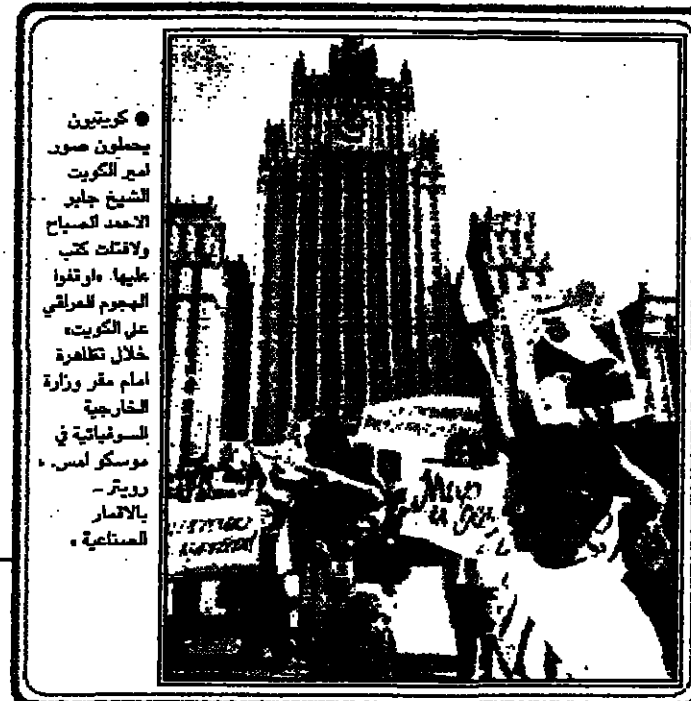 ● كويتيون
يحملون صور
امير الكويت
الشيخ جابر
الاحمد الصباح
ولافتات كتب
عليها. «اوقفوا
الهجوم العراقي
على الكويت»
خلال تظاهرة
امام مقر وزارة
الخارجية
السوفياتية في
موسكو امس. «
رويتر –
بالاقمار
الصناعية »